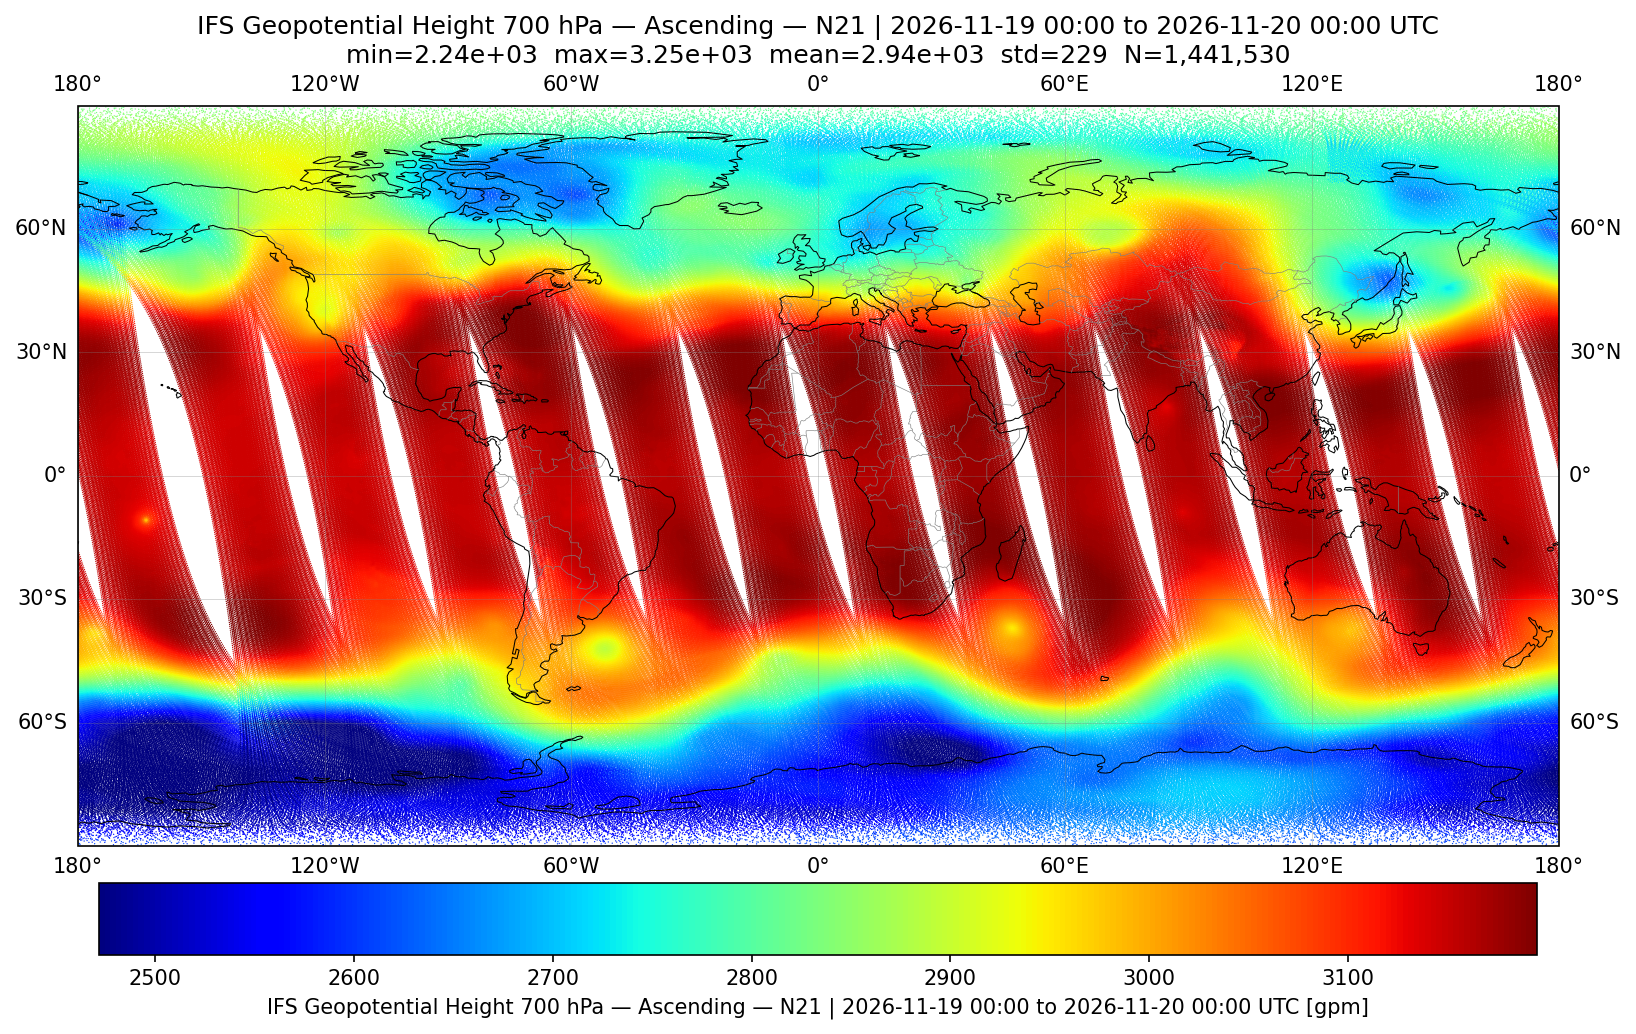 IFS Geopotential Height 700 hPa — Ascending — N21 | 2026-11-19 00:00 to 2026-11-20 00:00 UTC
min=2.24e+03 max=3.25e+03 mean=2.94e+03 std=229 N=1,441,530
180° 120°W 60°W 0° 60°E 120°E 180°
60°N 60°N
30°N 30°N
0° 0°
30°S 30°S
60°S 60°S
180° 120°W 60°W 0° 60°E 120°E 180°
2500 2600 2700 2800 2900 3000 3100
IFS Geopotential Height 700 hPa — Ascending — N21 | 2026-11-19 00:00 to 2026-11-20 00:00 UTC [gpm]